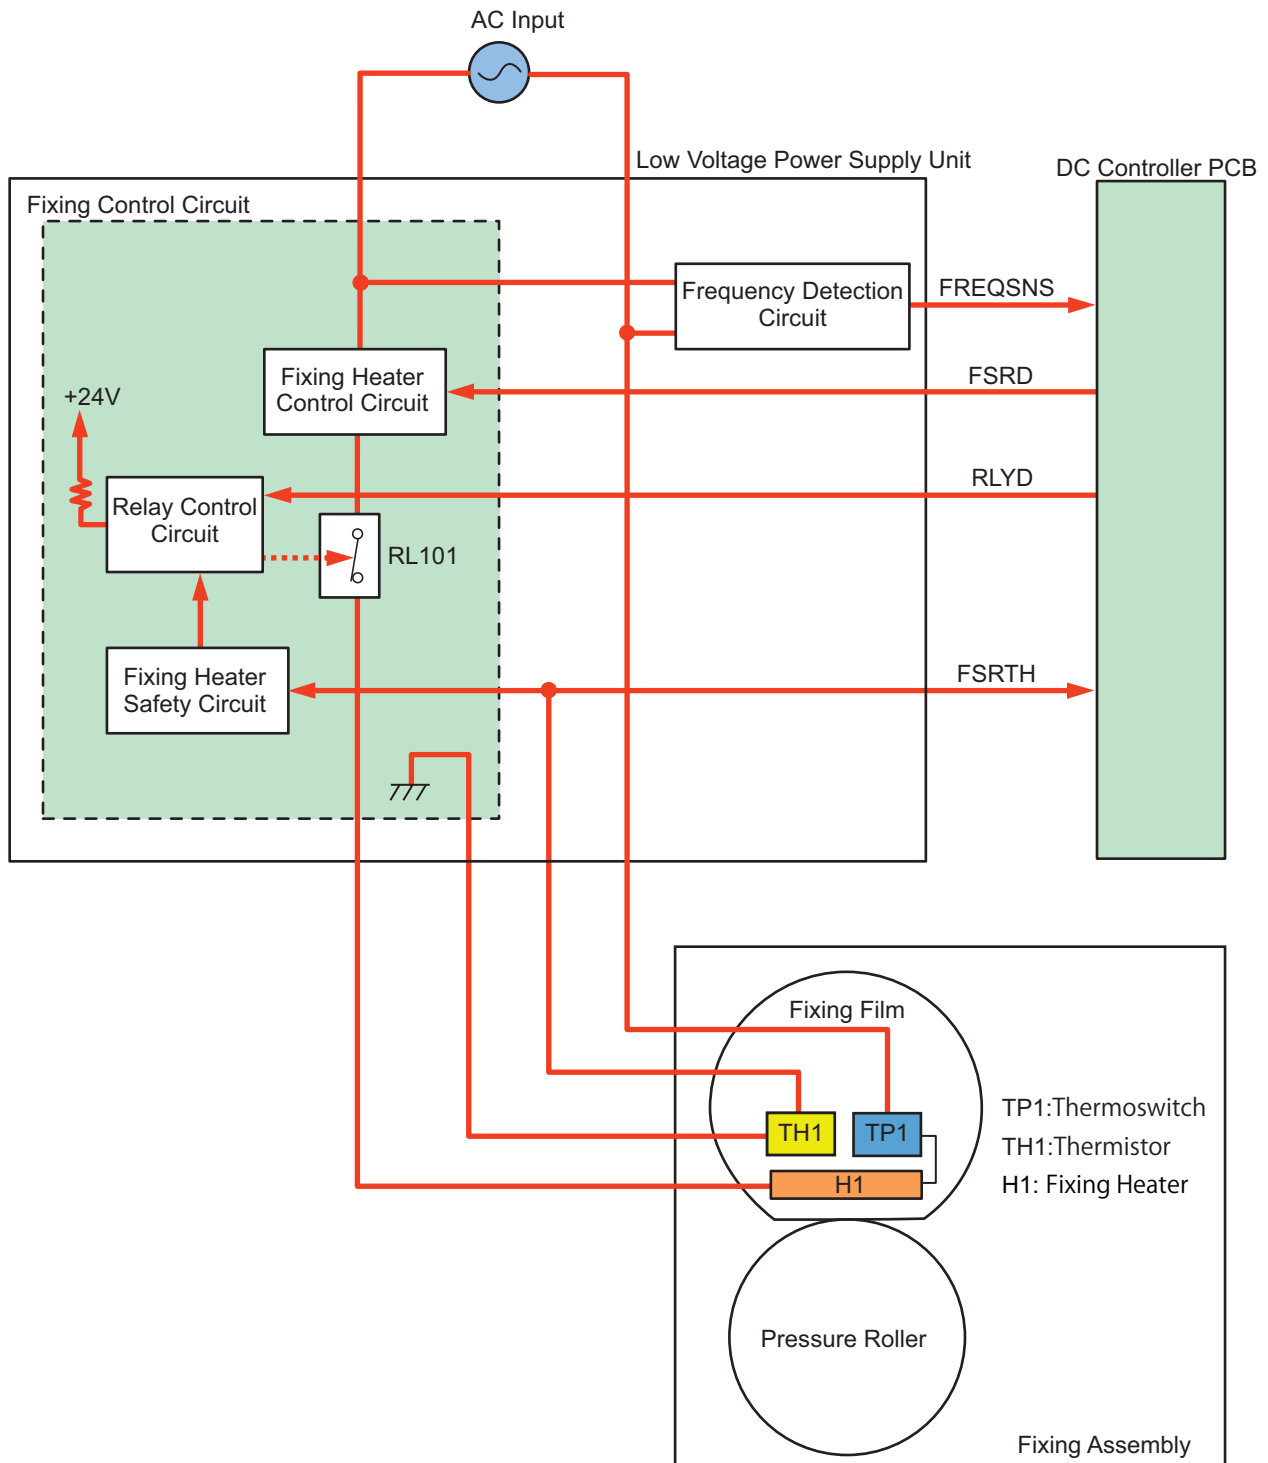 AC Input
Low Voltage Power Supply Unit
DC Controller PCB
Fixing Control Circuit
Frequency Detection
Circuit
FREQSNS
Fixing Heater
Control Circuit
FSRD
+24V
Relay Control
Circuit
RLYD
RL101
Fixing Heater
Safety Circuit
FSRTH
Fixing Film
TH1
TP1
H1
TP1:Thermoswitch
TH1:Thermistor
H1: Fixing Heater
Pressure Roller
Fixing Assembly